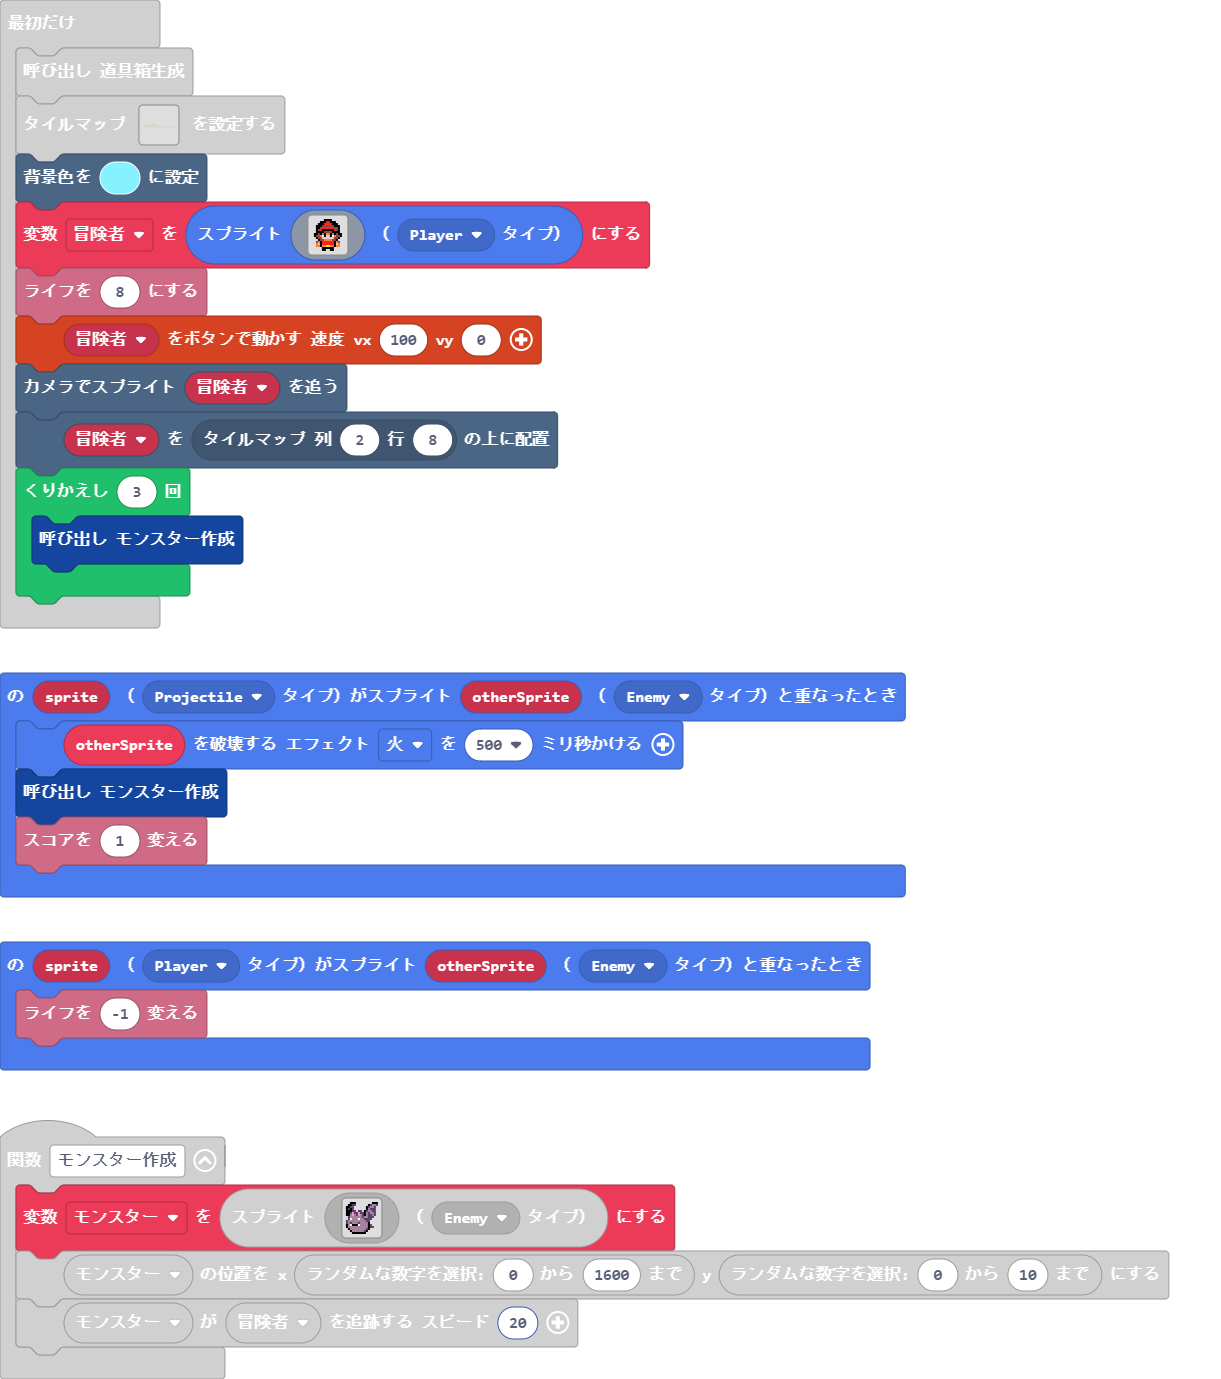 最初だけ
呼び出し 道具箱生成
タイルマップ を設定する
背景色を に設定
変数 冒険者 を スプライト ( Player タイプ) にする
ライフを 8 にする
冒険者 をボタンで動かす 速度 vx 100 vy 0
カメラでスプライト 冒険者 を追う
冒険者 を タイルマップ 列 2 行 8 の上に配置
くりかえし 3 回
呼び出し モンスター作成
の sprite ( Projectile タイプ) がスプライト otherSprite ( Enemy タイプ) と重なったとき
otherSprite を破壊する エフェクト 火 を 500 ミリ秒かける
呼び出し モンスター作成
スコアを 1 変える
の sprite ( Player タイプ) がスプライト otherSprite ( Enemy タイプ) と重なったとき
ライフを -1 変える
関数 モンスター作成
変数 モンスター を スプライト ( Enemy タイプ) にする
モンスター の位置を x ランダムな数字を選択: 0 から 1600 まで y ランダムな数字を選択: 0 から 10 まで にする
モンスター が 冒険者 を追跡する スピード 20